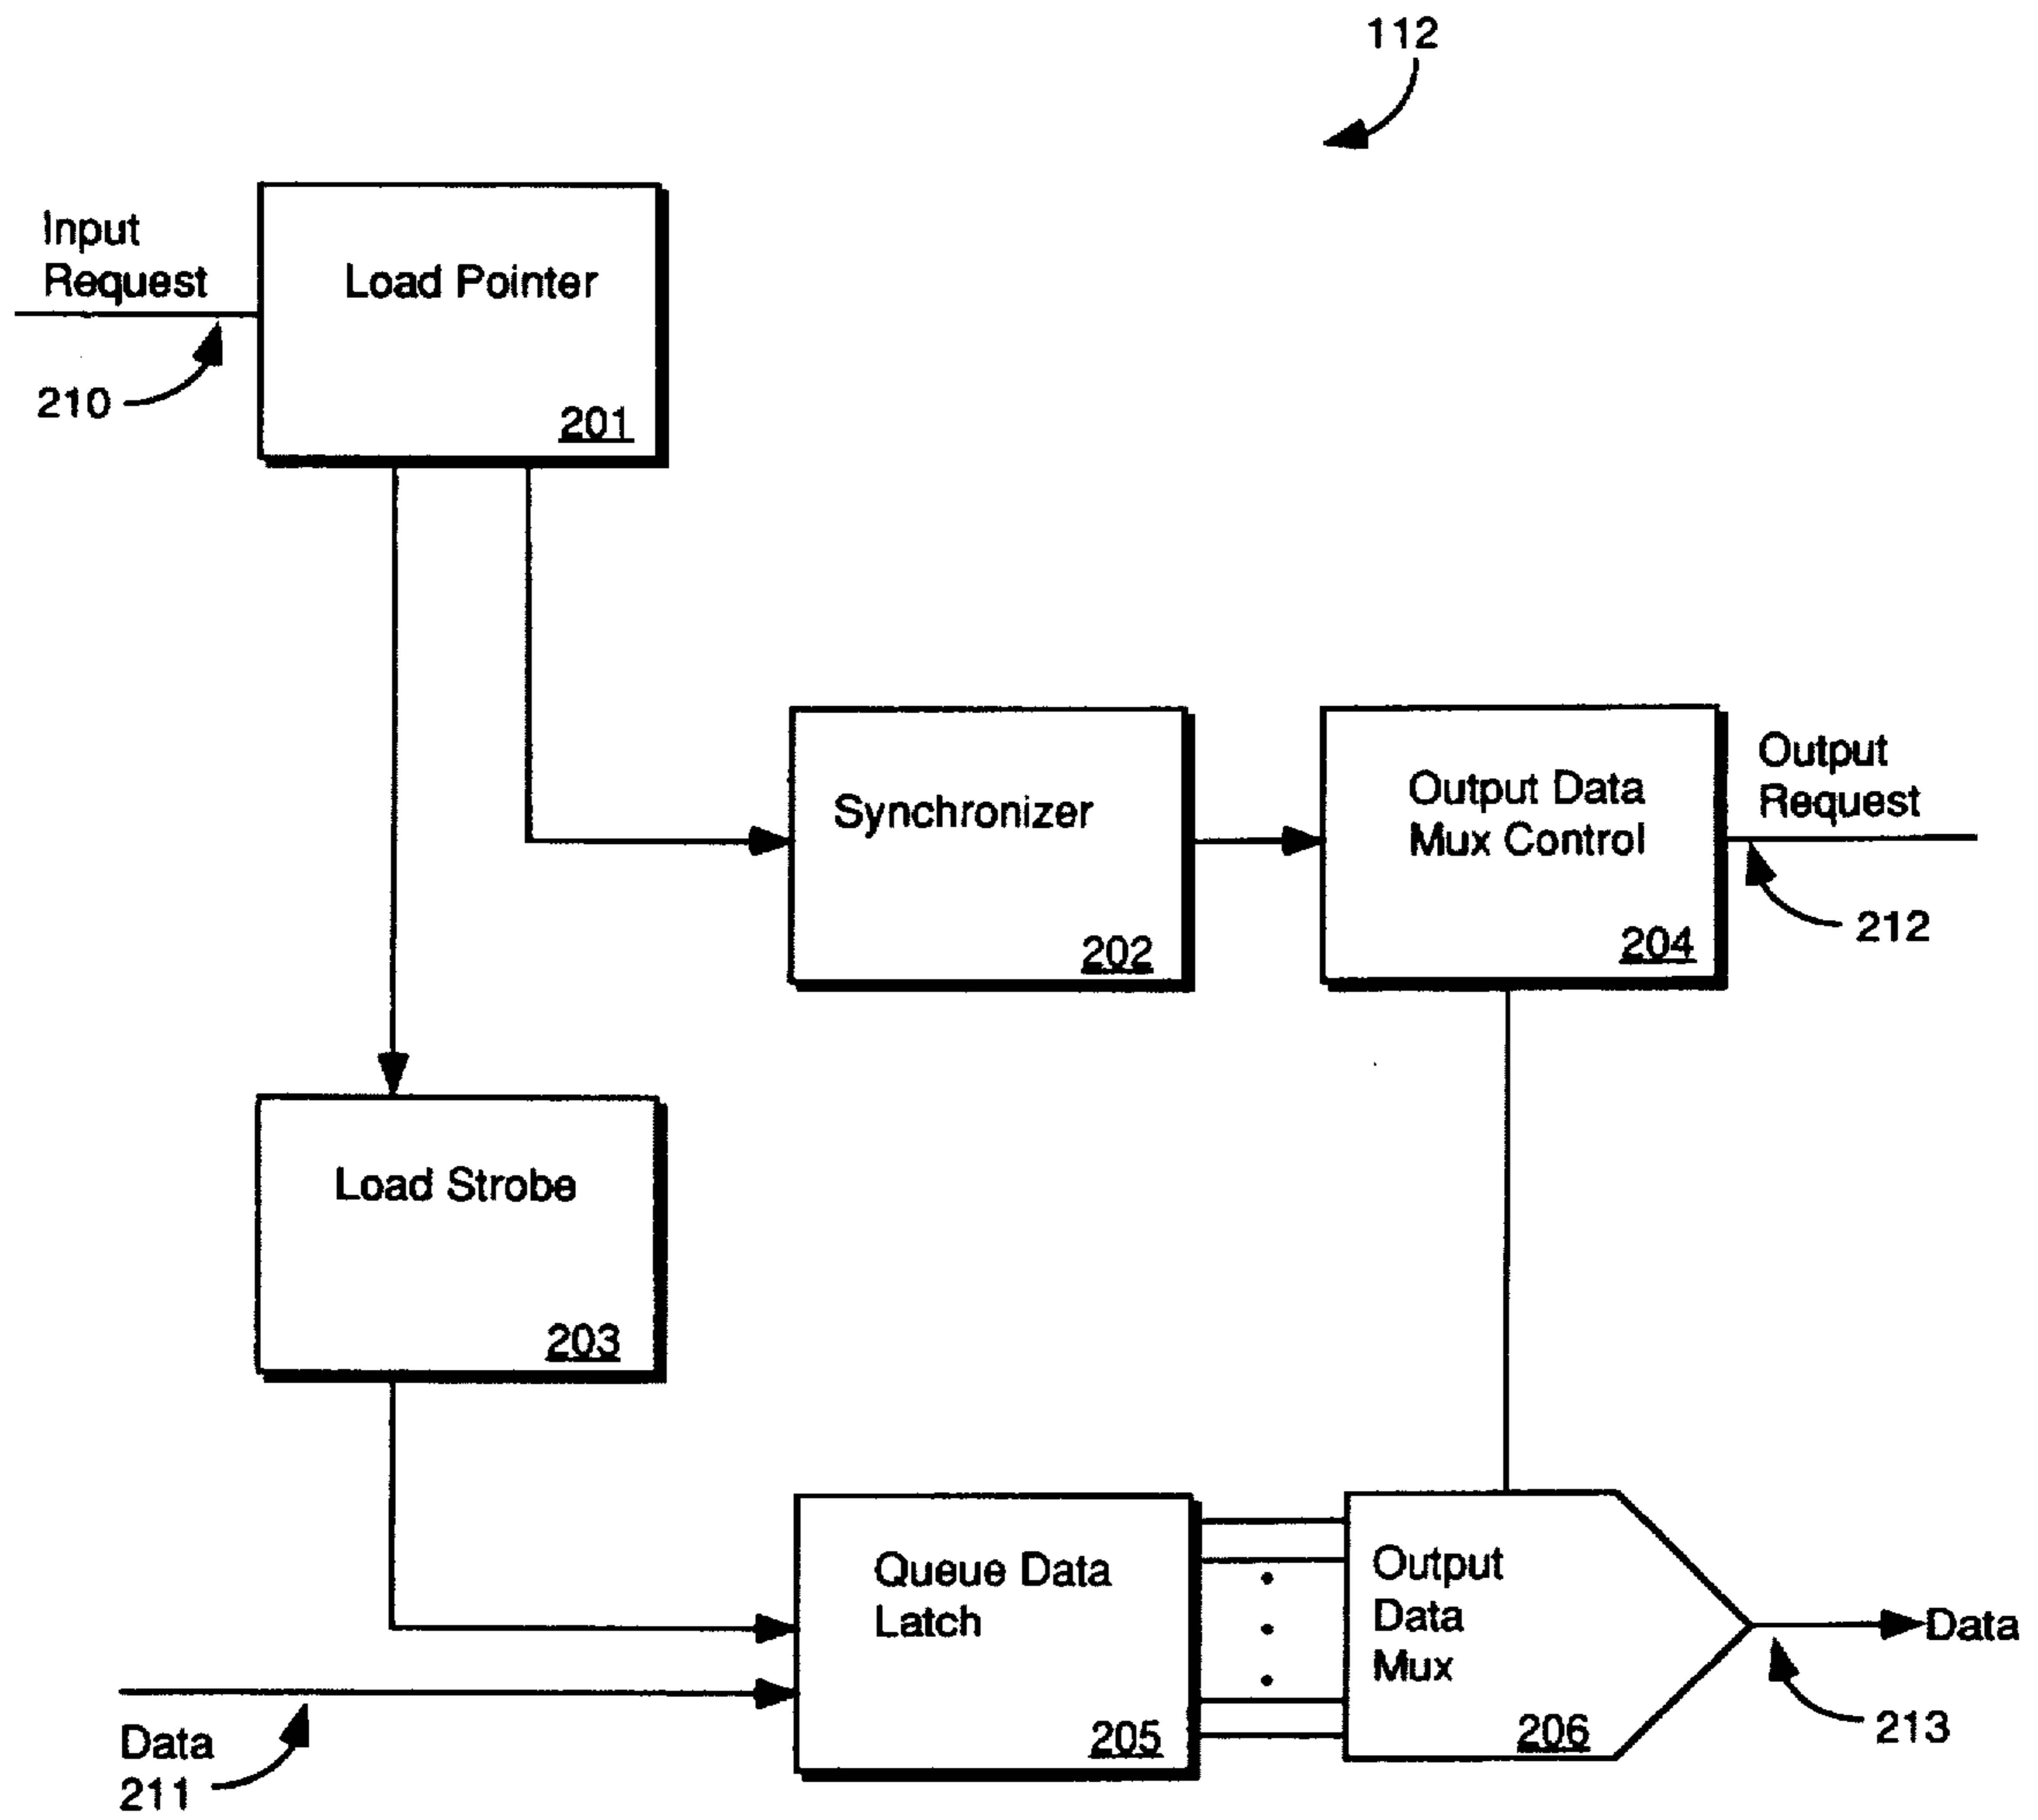 112
Input
Request
Load Pointer
210
201
Synchronizer
202
Output Data
Mux Control
204
Output
Request
212
Load Strobe
203
Queue Data
Latch
205
Output
Data
Mux
206
Data
213
Data
211